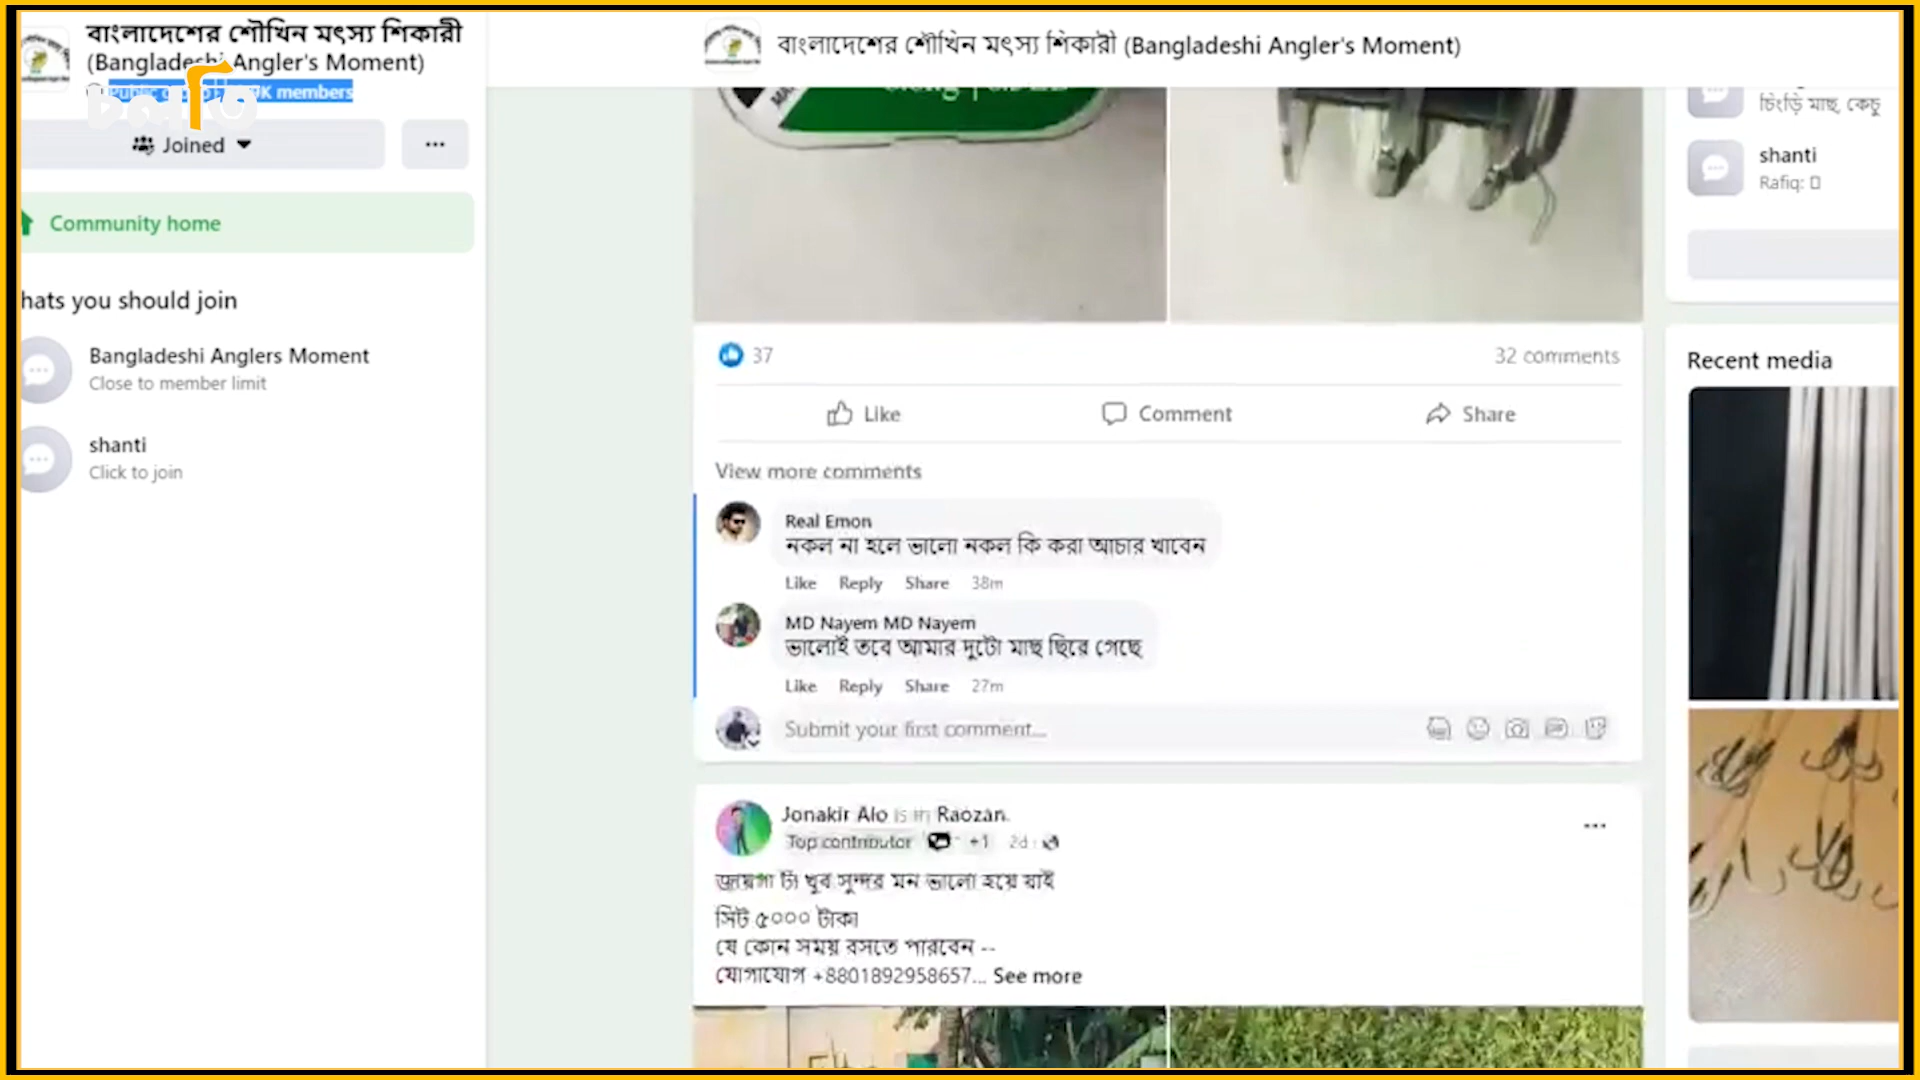 বাংলাদেশের শৌখিন মৎস্য শিকারী
(Bangladeshi Angler's Moment)
Public
members
Joined
Community home
hats you should join
Bangladeshi Anglers Moment
Close to member limit
shanti
Click to join
বাংলাদেশের শৌখিন মৎস্য শিকারী (Bangladeshi Angler's Moment)
37
32 comments
Like
Comment
Share
View more comments
Real Emon
নকল না হলে ভালো নকল কি করা আচার খাবেন
Like Reply Share 38m
MD Nayem MD Nayem
ভালোই তবে আমার দুটো মাছ ছিরে গেছে
Like Reply Share 27m
Submit your first comment...
Jonakir Alo is in Raozan.
Top contributor +1 2d
জায়গা টা খুব সুন্দর মন ভালো হয়ে যাই
সিট ৫০০০ টাকা
যে কোন সময় বসতে পারবেন --
যোগাযোগ +8801892958657... See more
চিংড়ি মাছ, কেচু
shanti
Rafiq:
Recent media